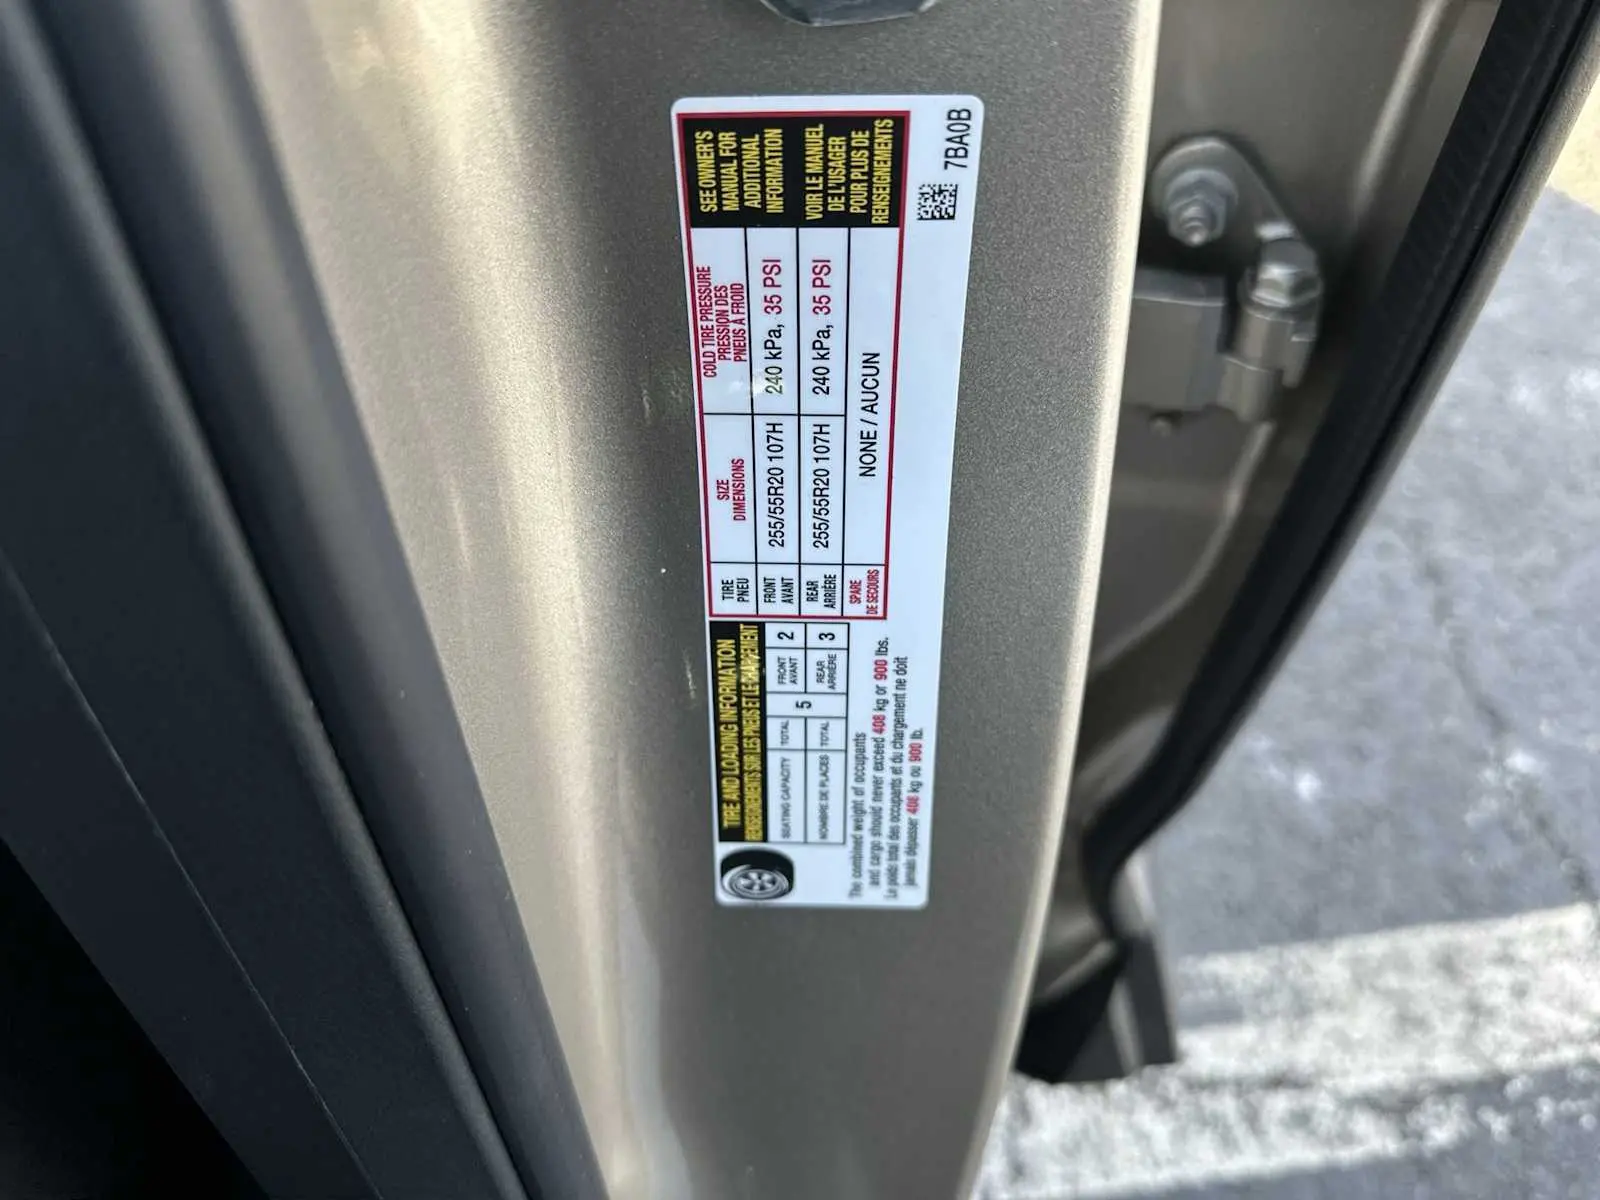 TIRE AND LOADING INFORMATION
RENSEIGNEMENTS SUR LES PNEUS ET LE CHARGEMENT
SEATING CAPACITY
NOMBRE DE PLACES
TOTAL
TOTAL
5
FRONT
AVANT
2
REAR
ARRIÈRE
3
The combined weight of occupants
and cargo should never exceed 408 kg or 900 lbs.
Le poids total des occupants et du chargement ne doit
jamais dépasser 408 kg ou 900 lb.
TIRE
PNEU
SIZE
DIMENSIONS
COLD TIRE PRESSURE
PRESSION DES
PNEUS À FROID
FRONT
AVANT
255/55R20 107H
240 kPa, 35 PSI
REAR
ARRIÈRE
255/55R20 107H
240 kPa, 35 PSI
SPARE
DE SECOURS
NONE / AUCUN
SEE OWNER'S
MANUAL FOR
ADDITIONAL
INFORMATION
VOIR LE MANUEL
DE L'USAGER
POUR PLUS DE
RENSEIGNEMENTS
7BA0B